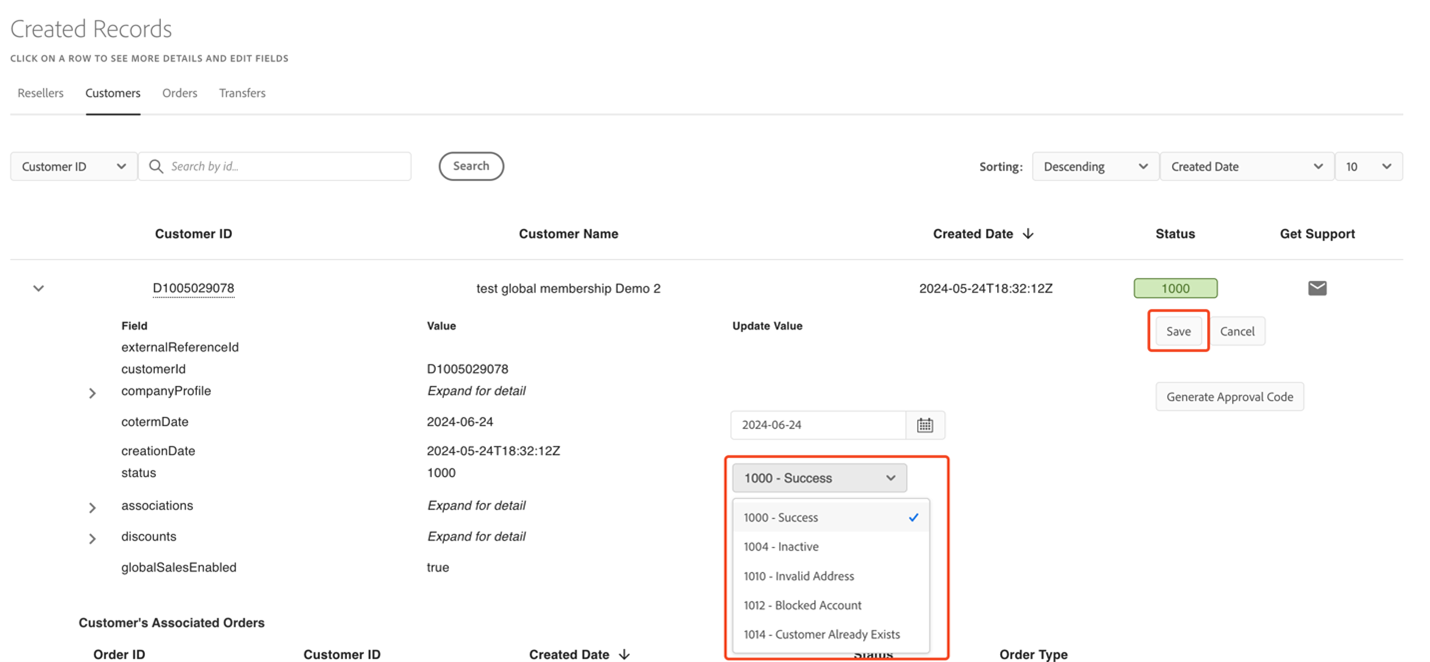 Created Records
CLICK ON A ROW TO SEE MORE DETAILS AND EDIT FIELDS
Resellers Customers Orders Transfers
Customer ID Search by id... Search Sorting: Descending Created Date 10
Customer ID Customer Name Created Date Status Get Support
D1005029078 test global membership Demo 2 2024-05-24T18:32:12Z 1000
Field Value Update Value Save Cancel
externalReferenceId
customerId D1005029078
companyProfile Expand for detail Generate Approval Code
cotermDate 2024-06-24 2024-06-24
creationDate 2024-05-24T18:32:12Z
status 1000 1000 - Success
associations Expand for detail 1000 - Success
discounts Expand for detail 1004 - Inactive
globalSalesEnabled true 1010 - Invalid Address
1012 - Blocked Account
Customer's Associated Orders 1014 - Customer Already Exists
Order ID Customer ID Created Date Status Order Type